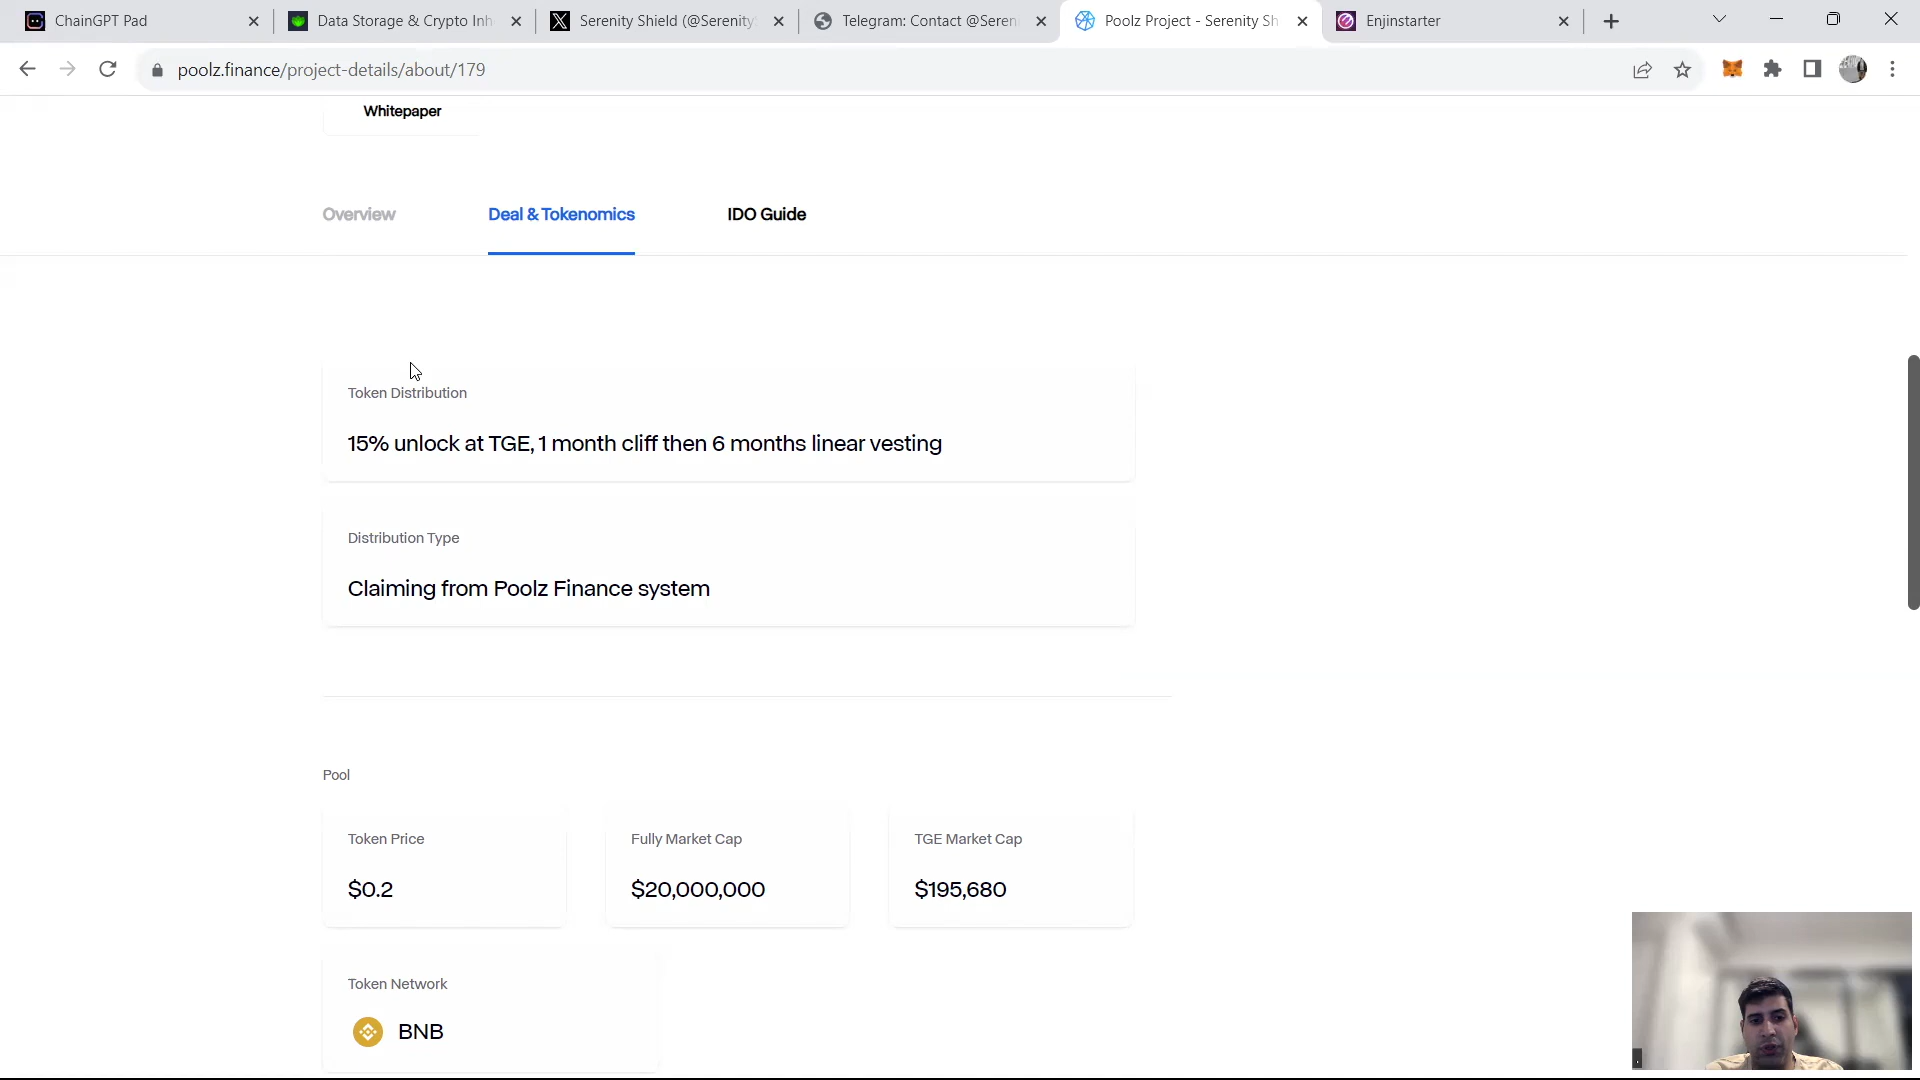 ChainGPT Pad
Data Storage & Crypto Inh
Serenity Shield (@Serenity
Telegram: Contact @Seren
Poolz Project - Serenity Sh
Enjinstarter
poolz.finance/project-details/about/179
Whitepaper
Overview
Deal & Tokenomics
IDO Guide
Token Distribution
15% unlock at TGE, 1 month cliff then 6 months linear vesting
Distribution Type
Claiming from Poolz Finance system
Pool
Token Price
Fully Market Cap
TGE Market Cap
$0.2
$20,000,000
$195,680
Token Network
BNB